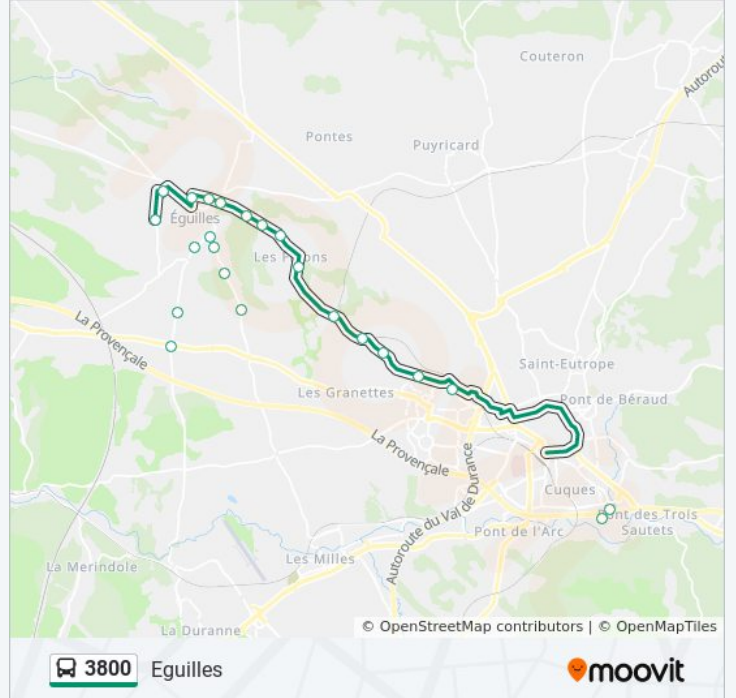 Couteron
Autorou
Pontes
Puyricard
Éguilles
Les
ons
La Provençale
Saint-Eutrope
Les Granettes
Pont de Béraud
La Provençale
Autoroute du Val de Durance
Cuques
nt des Trois
Sautets
Pont de l'Arc
Les Milles
La Merindole
La Duranne
© OpenStreetMap contributors | © OpenMapTiles
3800 Eguilles
moovit